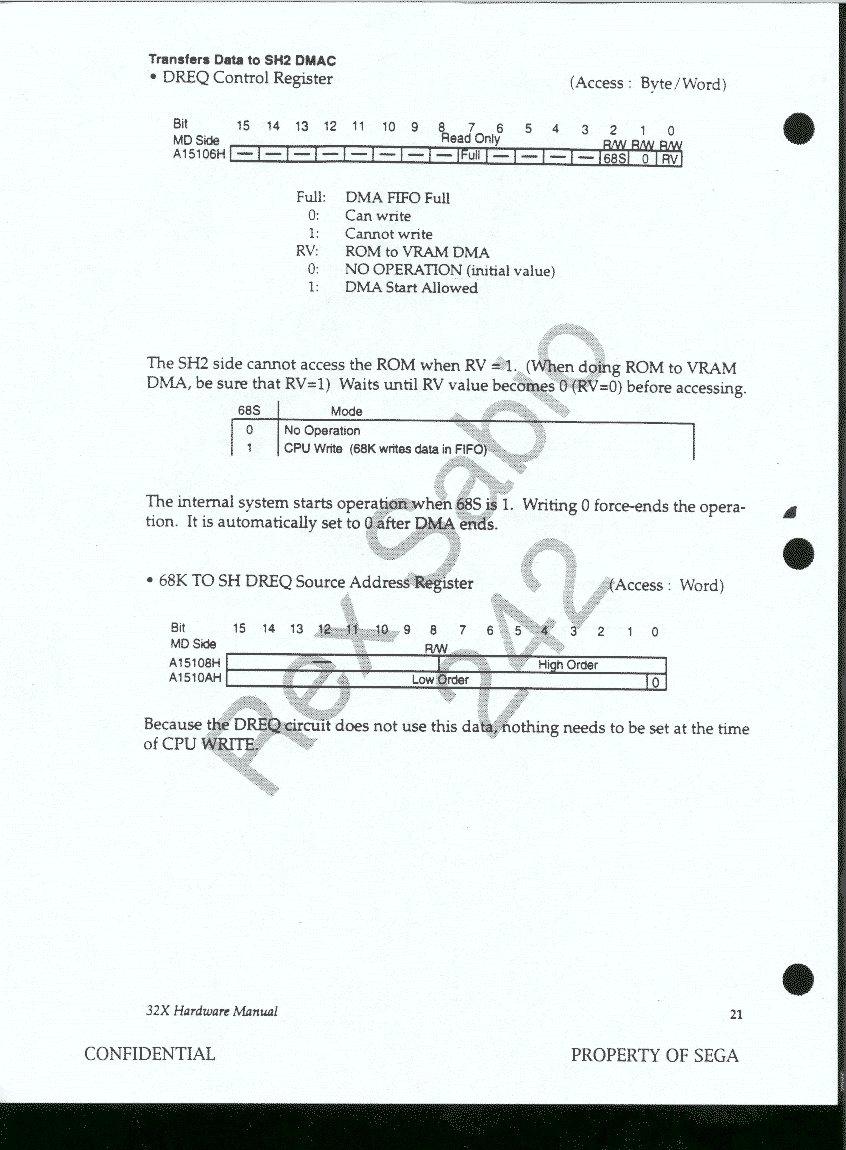 Transfers Data to SH2 DMAC
• DREQ Control Register (Access : Byte/Word)
Bit 15 14 13 12 11 10 9 8 7 6 5 4 3 2 1 0
MD Side Read Only R/W R/W R/W
A15106H — — — — — — — — Full — — — — 68S 0 RV
Full: DMA FIFO Full
0: Can write
1: Cannot write
RV: ROM to VRAM DMA
0: NO OPERATION (initial value)
1: DMA Start Allowed
The SH2 side cannot access the ROM when RV = 1. (When doing ROM to VRAM
DMA, be sure that RV=1) Waits until RV value becomes 0 (RV=0) before accessing.
68S Mode
0 No Operation
1 CPU Write (68K writes data in FIFO)
The internal system starts operation when 68S is 1. Writing 0 force-ends the opera-
tion. It is automatically set to 0 after DMA ends.
• 68K TO SH DREQ Source Address Register (Access : Word)
Bit 15 14 13 12 11 10 9 8 7 6 5 4 3 2 1 0
MD Side R/W
A15108H — High Order
A1510AH Low Order 0
Because the DREQ circuit does not use this data, nothing needs to be set at the time
of CPU WRITE.
Rex Sabio
242
32X Hardware Manual 21
CONFIDENTIAL PROPERTY OF SEGA